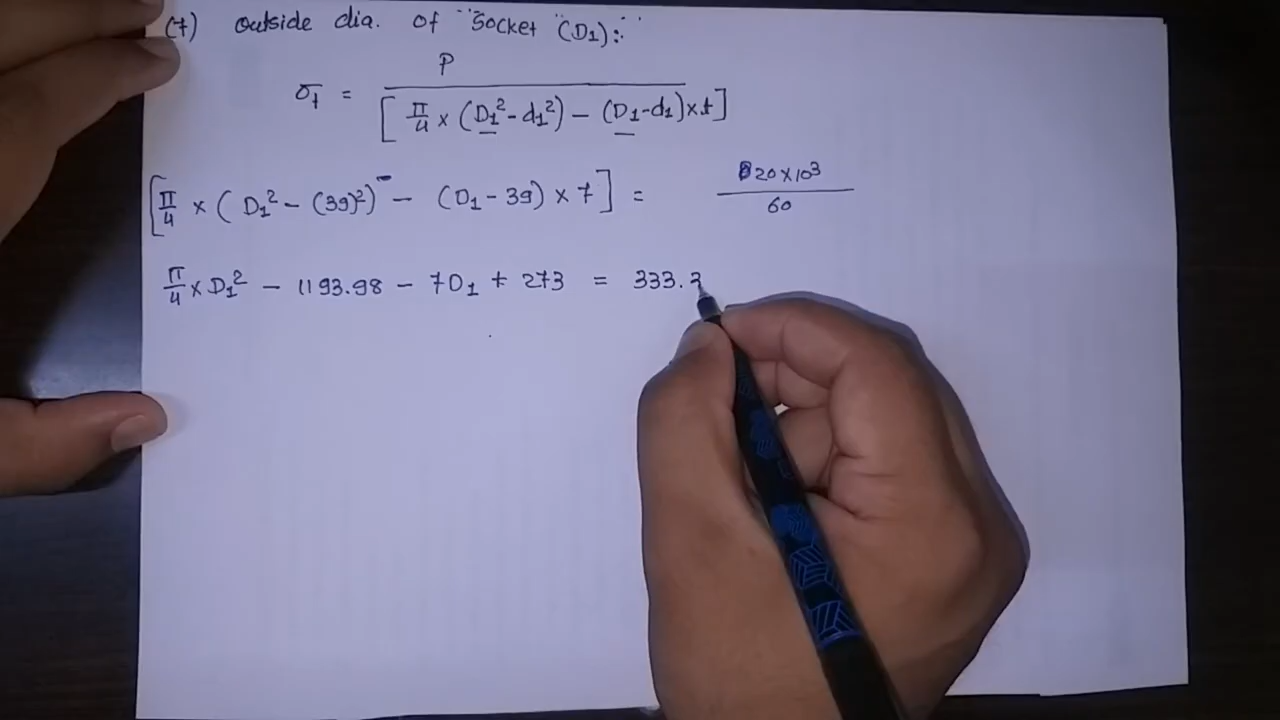 (7) outside dia. of "Socket" (D₁):-
σt = P / [ π/4 × (D₁² - d₁²) - (D₁-d₁)×t ]
[ π/4 × ( D₁² - (39)²) - (D₁ - 39) × 7 ] = 20×10³ / 60
π/4 × D₁² - 1193.98 - 7D₁ + 273 = 333.3